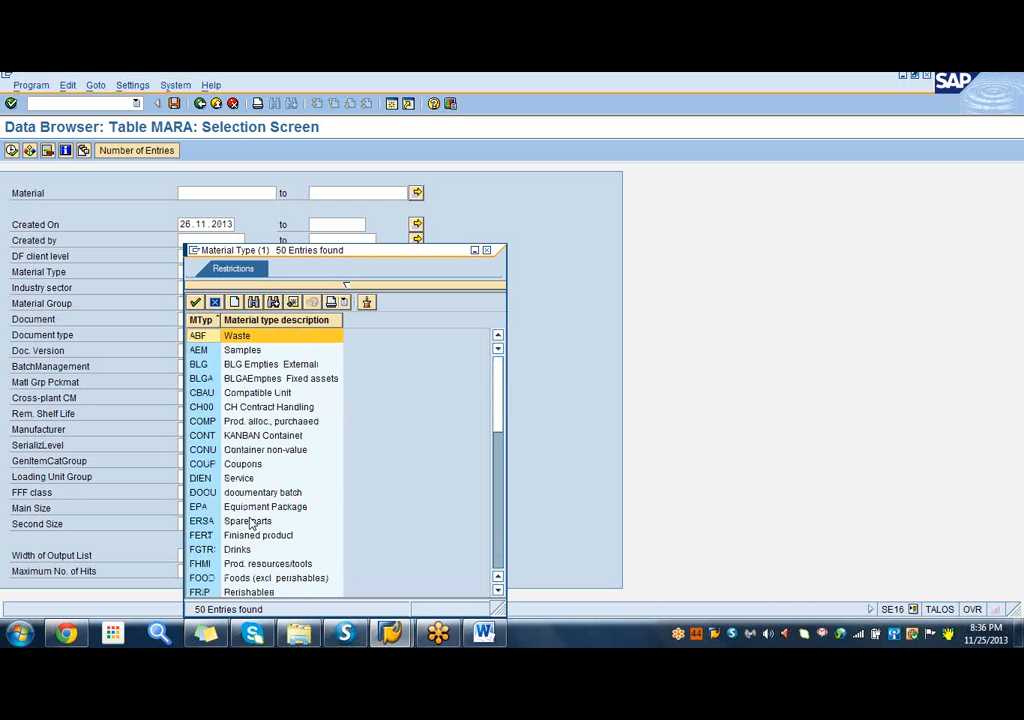 Program Edit Goto Settings System Help
SAP
Data Browser: Table MARA: Selection Screen
Number of Entries
Material to
Created On 26.11.2013 to
Created by to
DF client level
Material Type
Industry sector
Material Group
Document
Document type
Doc. Version
BatchManagement
Matl Grp Pckmat
Cross-plant CM
Rem. Shelf Life
Manufacturer
SerializLevel
GenItemCatGroup
Loading Unit Group
FFF class
Main Size
Second Size
Width of Output List
Maximum No. of Hits
Material Type (1) 50 Entries found
Restrictions
MTyp Material type description
ABF Waste
AEM Samples
BLG BLG Empties External
BLGA BLGAEmpties Fixed assets
CBAU Compatible Unit
CH00 CH Contract Handling
COMP Prod. alloc., purchased
CONT KANBAN Container
CONU Container non-value
COUP Coupons
DIEN Service
DOCU documentary batch
EPA Equipment Package
ERSA Spare parts
FERT Finished product
FGTR Drinks
FHMI Prod. resources/tools
FOOD Foods (excl. perishables)
FRIP Perishables
50 Entries found
SE16 TALOS OVR
44
8:36 PM
11/25/2013